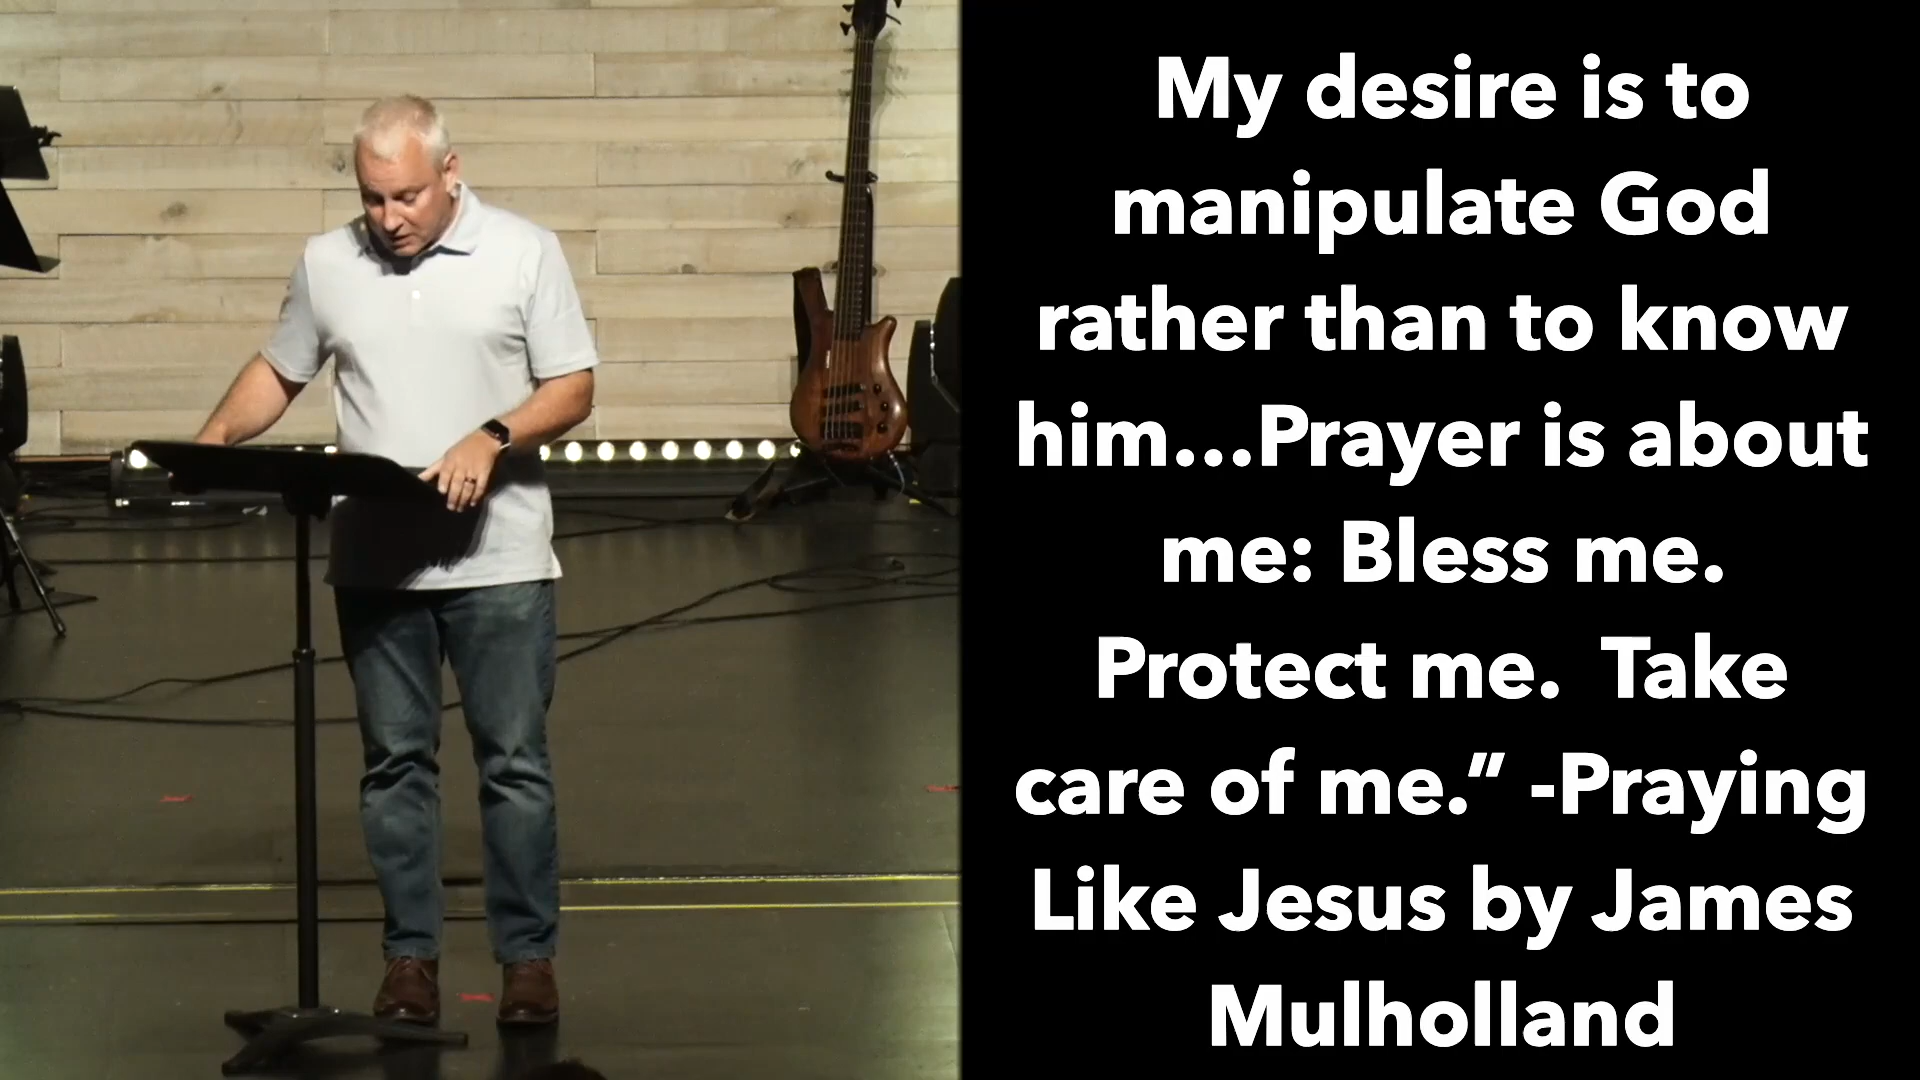 My desire is to
manipulate God
rather than to know
him...Prayer is about
me: Bless me.
Protect me.  Take
care of me.” -Praying
Like Jesus by James
Mulholland